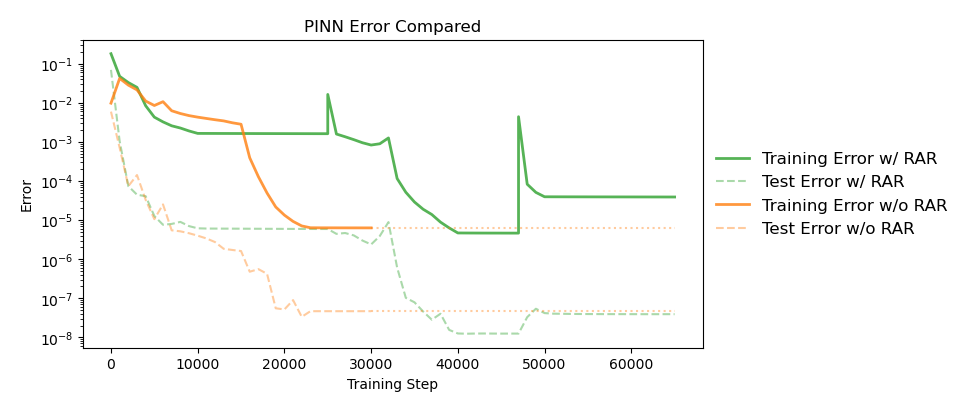 PINN Error Compared
Error
10⁻¹
10⁻²
10⁻³
10⁻⁴
10⁻⁵
10⁻⁶
10⁻⁷
10⁻⁸
0 10000 20000 30000 40000 50000 60000
Training Step
Training Error w/ RAR
Test Error w/ RAR
Training Error w/o RAR
Test Error w/o RAR